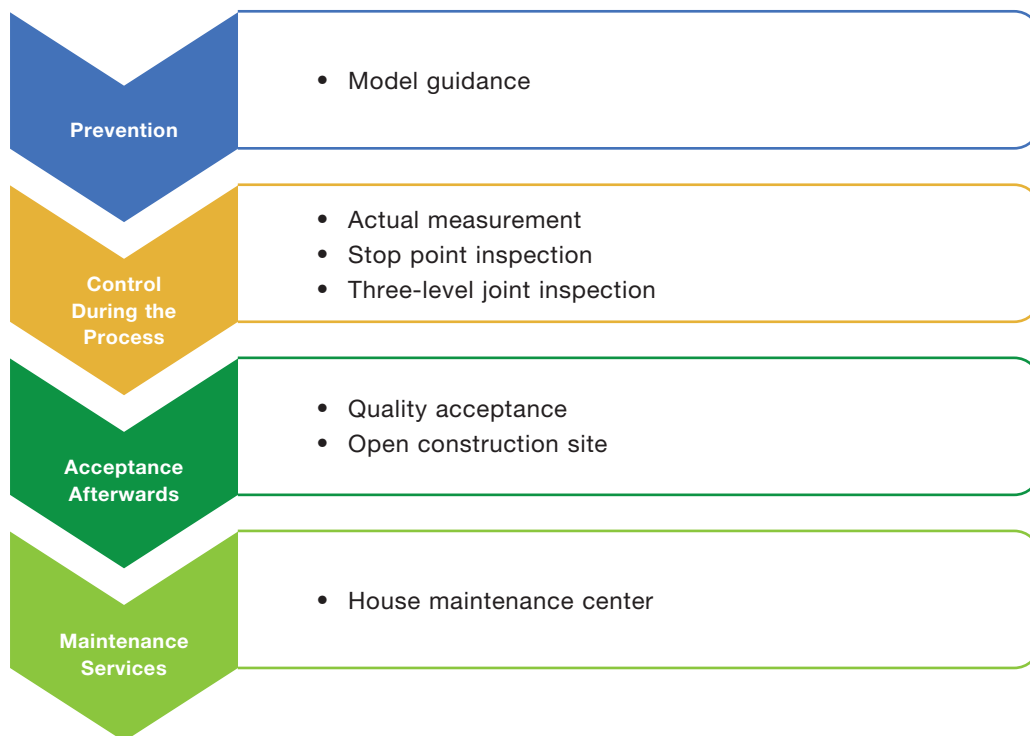 Prevention
• Model guidance
Control
During the
Process
• Actual measurement
• Stop point inspection
• Three-level joint inspection
Acceptance
Afterwards
• Quality acceptance
• Open construction site
Maintenance
Services
• House maintenance center